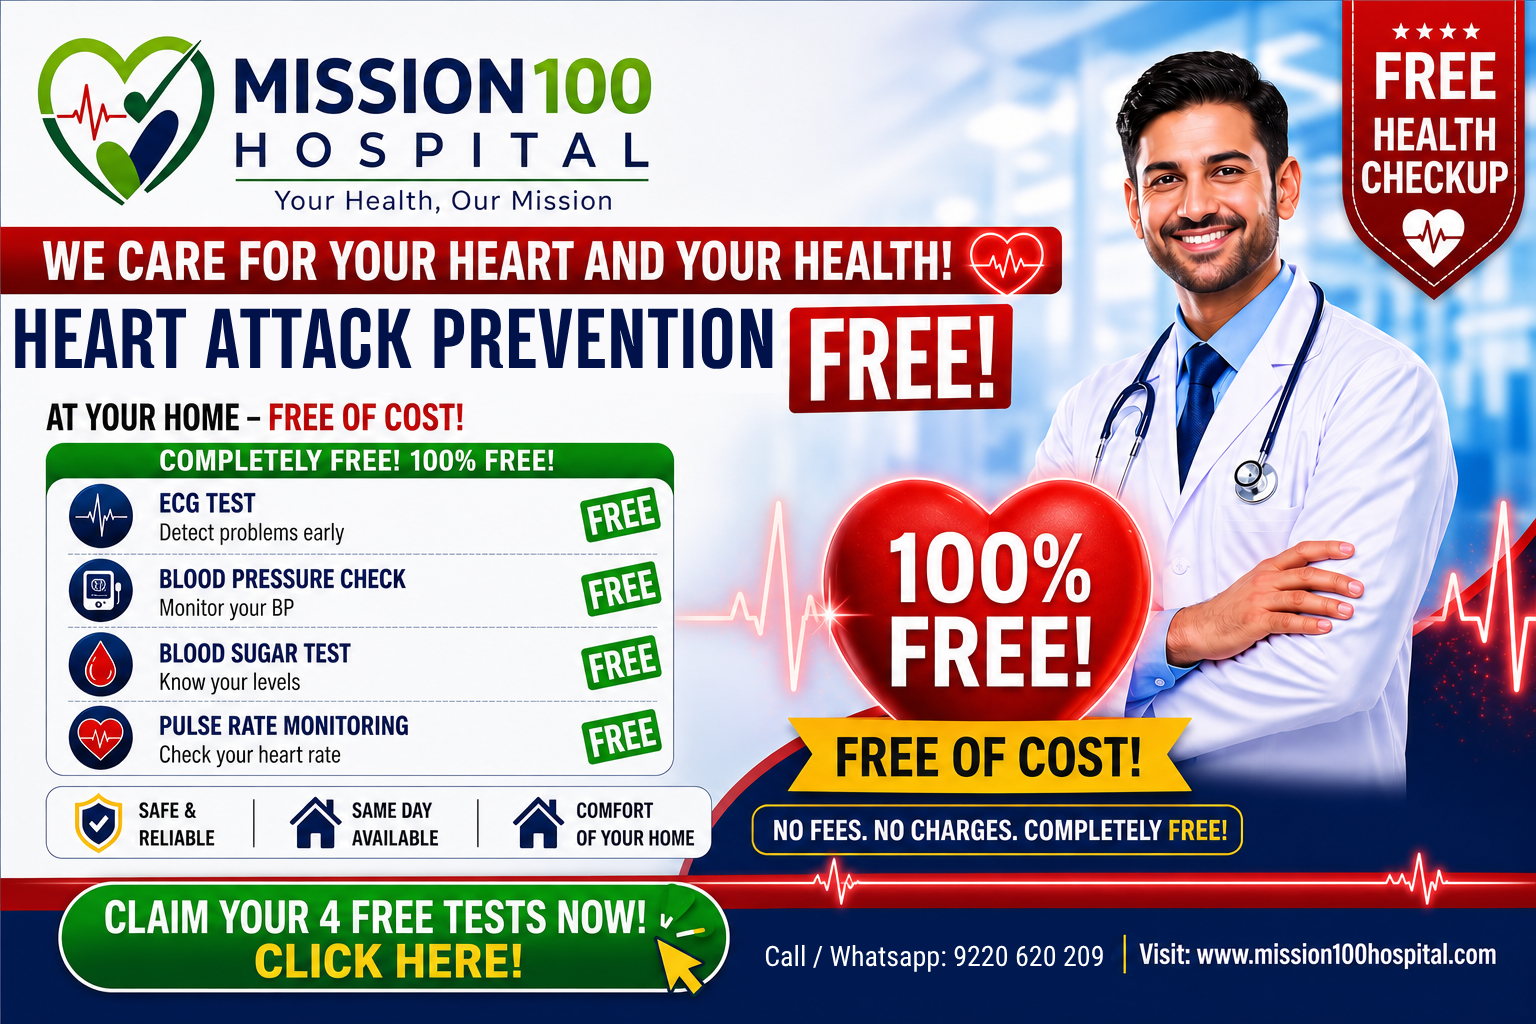 MISSION 100
HOSPITAL
Your Health, Our Mission
FREE
HEALTH
CHECKUP
WE CARE FOR YOUR HEART AND YOUR HEALTH!
HEART ATTACK PREVENTION
FREE!
AT YOUR HOME – FREE OF COST!
COMPLETELY FREE! 100% FREE!
ECG TEST
Detect problems early
FREE
BLOOD PRESSURE CHECK
Monitor your BP
FREE
BLOOD SUGAR TEST
Know your levels
FREE
PULSE RATE MONITORING
Check your heart rate
FREE
100%
FREE!
FREE OF COST!
NO FEES. NO CHARGES. COMPLETELY FREE!
SAFE &
RELIABLE
SAME DAY
AVAILABLE
COMFORT
OF YOUR HOME
CLAIM YOUR 4 FREE TESTS NOW!
CLICK HERE!
Call / Whatsapp: 9220 620 209
Visit: www.mission100hospital.com